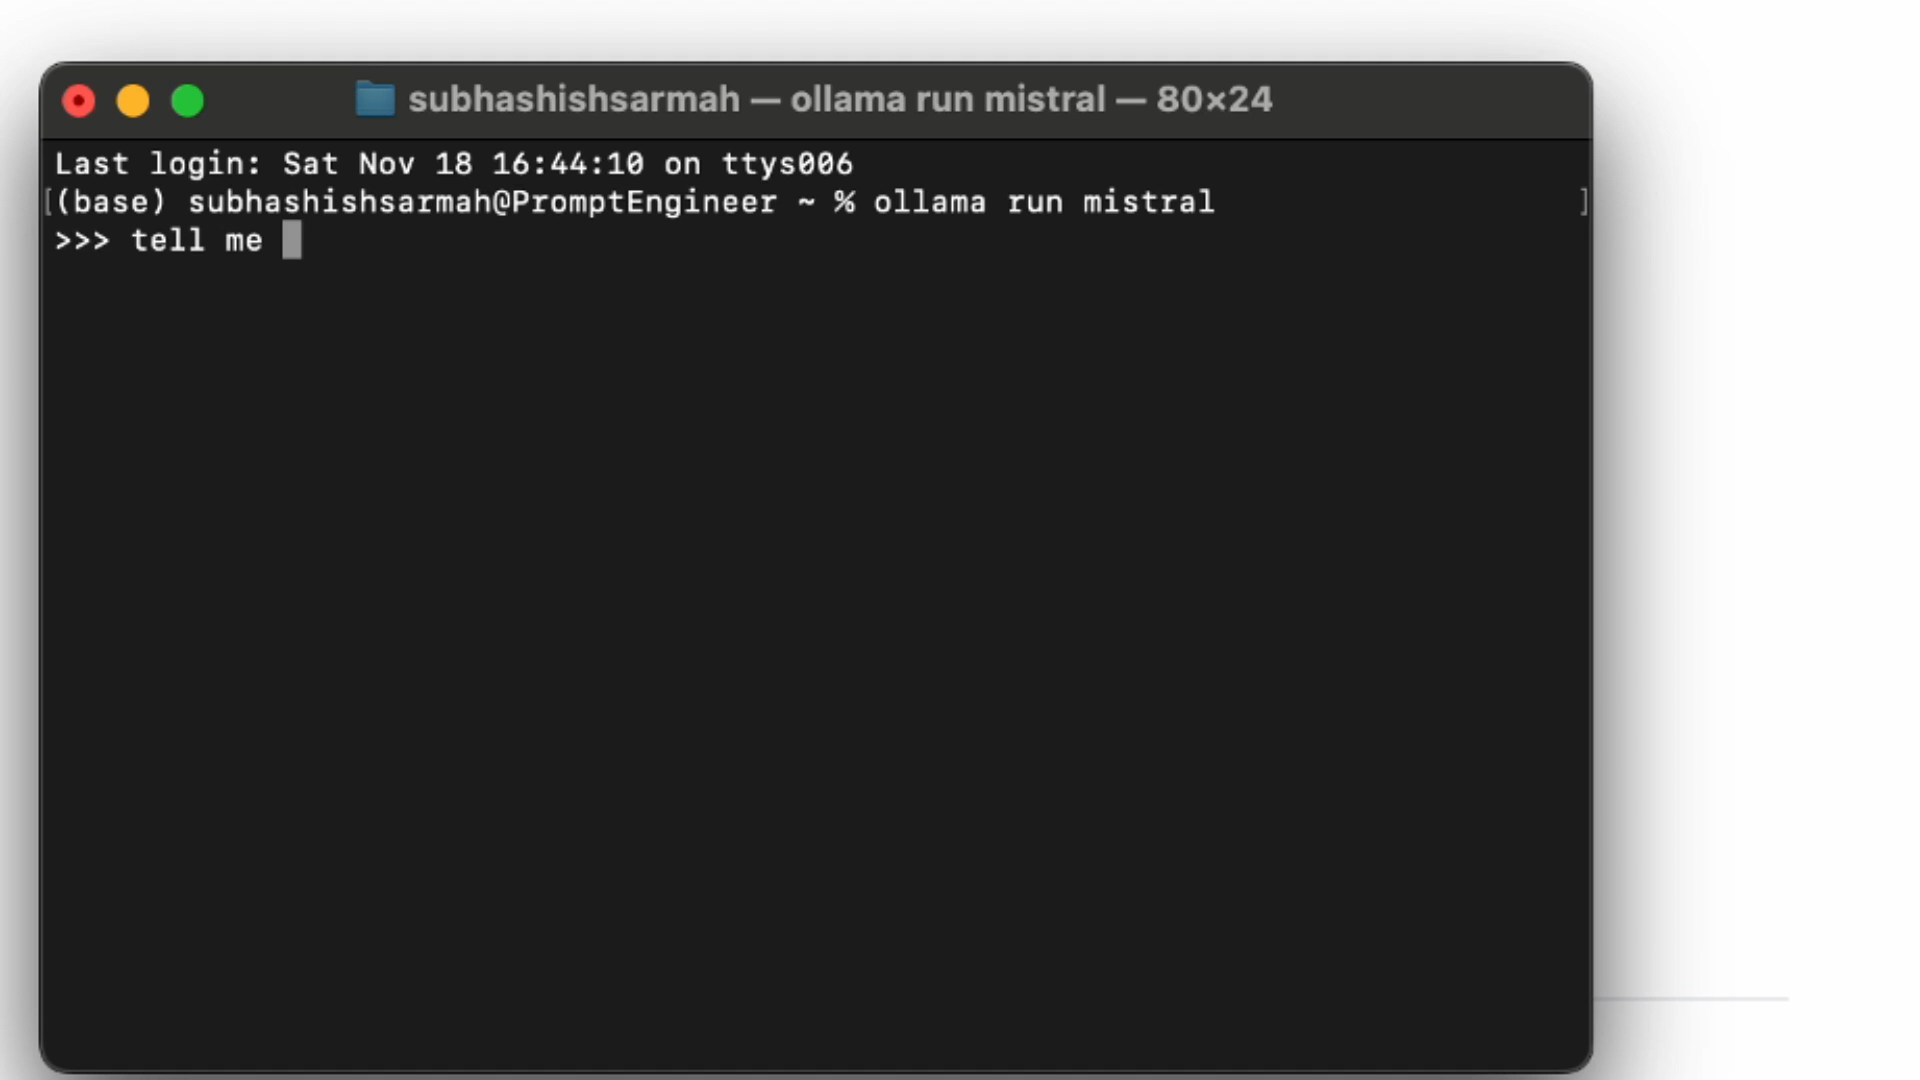 subhashishsarmah — ollama run mistral — 80×24
Last login: Sat Nov 18 16:44:10 on ttys006
[(base) subhashishsarmah@PromptEngineer ~ % ollama run mistral ]
>>> tell me